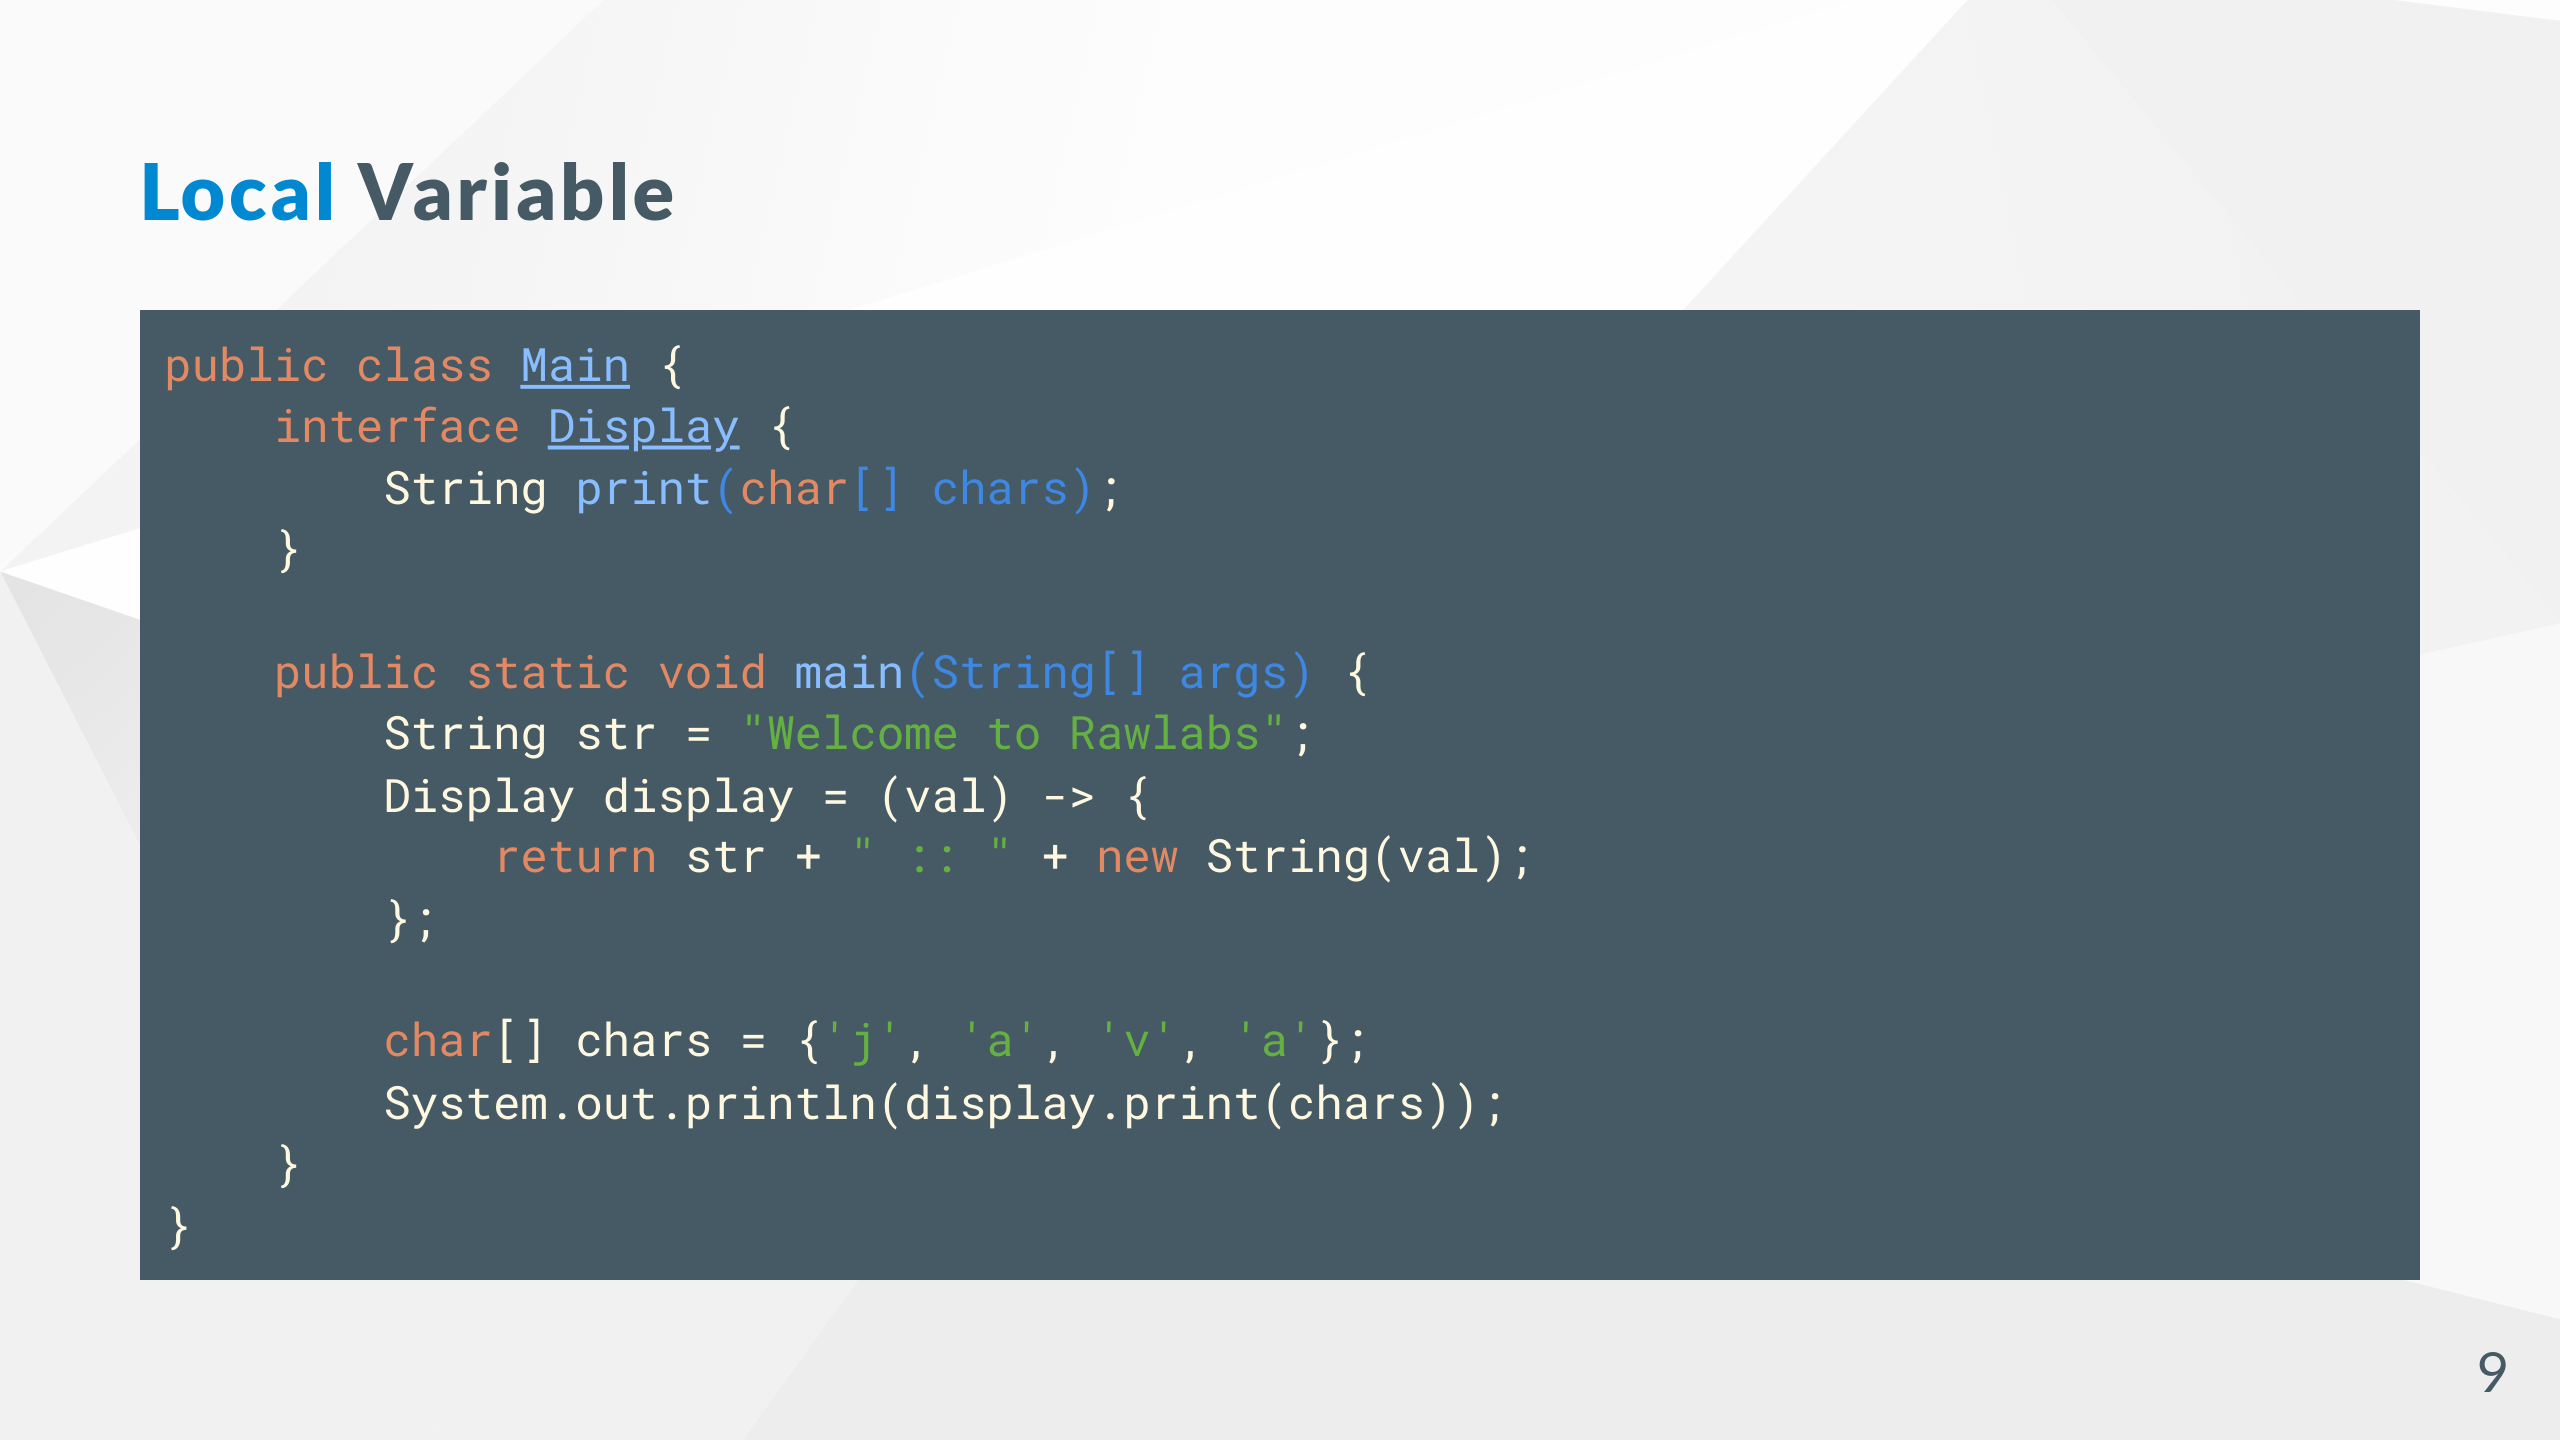 Local Variable
public class Main {
    interface Display {
        String print(char[] chars);
    }

    public static void main(String[] args) {
        String str = "Welcome to Rawlabs";
        Display display = (val) -> {
            return str + " :: " + new String(val);
        };

        char[] chars = {'j', 'a', 'v', 'a'};
        System.out.println(display.print(chars));
    }
}
9